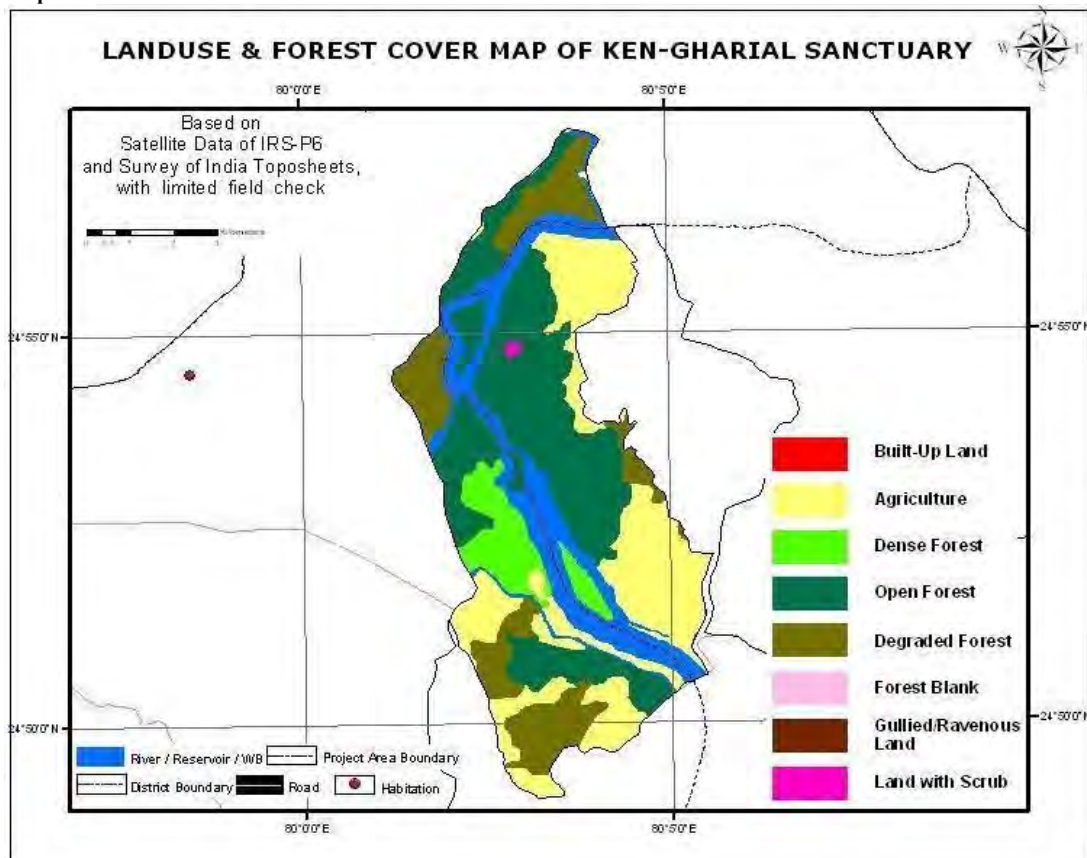 LANDUSE & FOREST COVER MAP OF KEN-GHARIAL SANCTUARY
N
W E
S
80°0'0"E 80°5'0"E
Based on
Satellite Data of IRS-P6
and Survey of India Toposheets,
with limited field check
Kilometers
24°55'0"N 24°55'0"N
Built-Up Land
Agriculture
Dense Forest
Open Forest
Degraded Forest
Forest Blank
Gullied/Ravenous
Land
Land with Scrub
24°50'0"N 24°50'0"N
River / Reservoir / WB Project Area Boundary
District Boundary Road Habitation
80°0'0"E 80°5'0"E